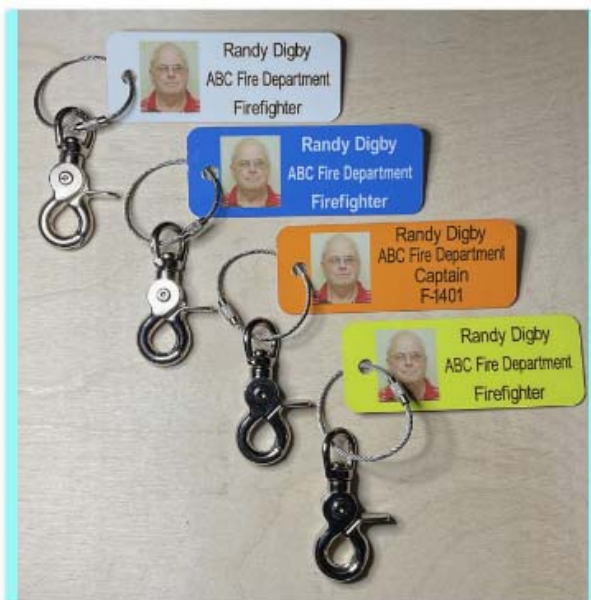 Randy Digby
ABC Fire Department
Firefighter
Randy Digby
ABC Fire Department
Firefighter
Randy Digby
ABC Fire Department
Captain
F-1401
Randy Digby
ABC Fire Department
Firefighter